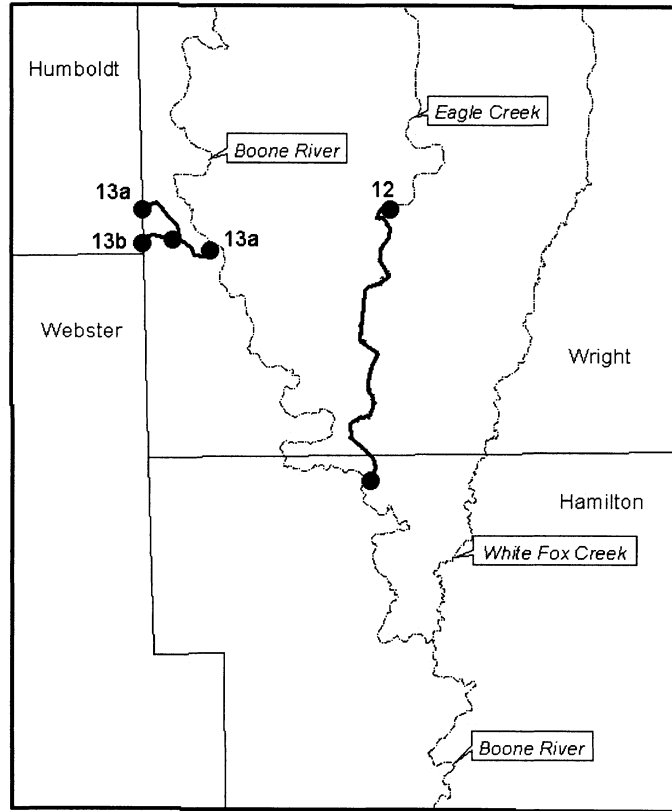 Humboldt
Eagle Creek
Boone River
13a
12
13b
13a
Webster
Wright
Hamilton
White Fox Creek
Boone River